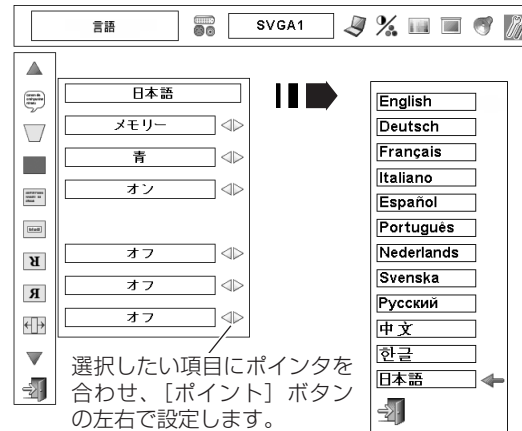 言語
SVGA1
日本語
メモリー
青
オン
オフ
オフ
オフ
選択したい項目にポインタを
合わせ、［ポイント］ボタン
の左右で設定します。
English
Deutsch
Français
Italiano
Español
Português
Nederlands
Svenska
Русский
中文
한글
日本語